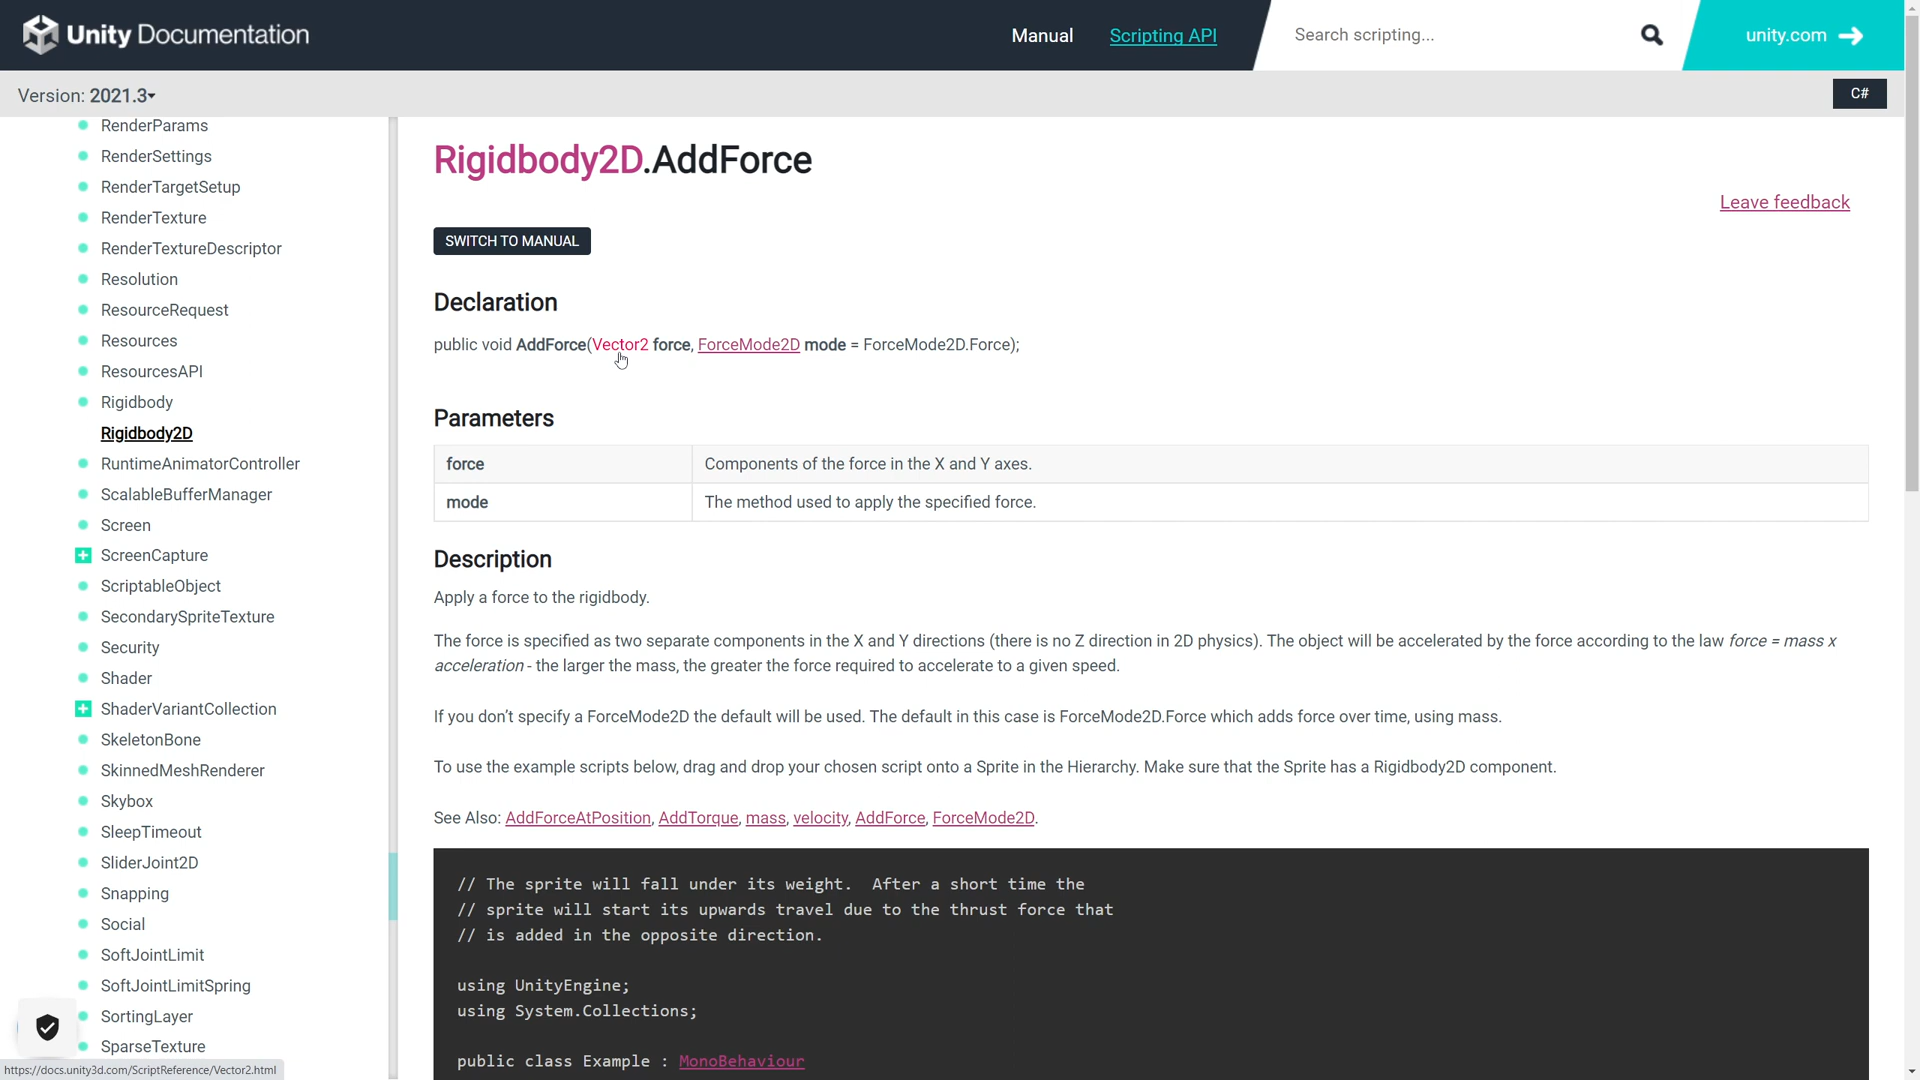 Unity Documentation
Manual
Scripting API
Search scripting...
unity.com
Version: 2021.3
C#
RenderParams
RenderSettings
RenderTargetSetup
RenderTexture
RenderTextureDescriptor
Resolution
ResourceRequest
Resources
ResourcesAPI
Rigidbody
Rigidbody2D
RuntimeAnimatorController
ScalableBufferManager
Screen
ScreenCapture
ScriptableObject
SecondarySpriteTexture
Security
Shader
ShaderVariantCollection
SkeletonBone
SkinnedMeshRenderer
Skybox
SleepTimeout
SliderJoint2D
Snapping
Social
SoftJointLimit
SoftJointLimitSpring
SortingLayer
SparseTexture
https://docs.unity3d.com/ScriptReference/Vector2.html
Rigidbody2D.AddForce
Leave feedback
SWITCH TO MANUAL
Declaration
public void AddForce(Vector2 force, ForceMode2D mode = ForceMode2D.Force);
Parameters
force Components of the force in the X and Y axes.
mode The method used to apply the specified force.
Description
Apply a force to the rigidbody.
The force is specified as two separate components in the X and Y directions (there is no Z direction in 2D physics). The object will be accelerated by the force according to the law force = mass x
acceleration - the larger the mass, the greater the force required to accelerate to a given speed.
If you don't specify a ForceMode2D the default will be used. The default in this case is ForceMode2D.Force which adds force over time, using mass.
To use the example scripts below, drag and drop your chosen script onto a Sprite in the Hierarchy. Make sure that the Sprite has a Rigidbody2D component.
See Also: AddForceAtPosition, AddTorque, mass, velocity, AddForce, ForceMode2D.
// The sprite will fall under its weight.  After a short time the
// sprite will start its upwards travel due to the thrust force that
// is added in the opposite direction.
using UnityEngine;
using System.Collections;
public class Example : MonoBehaviour